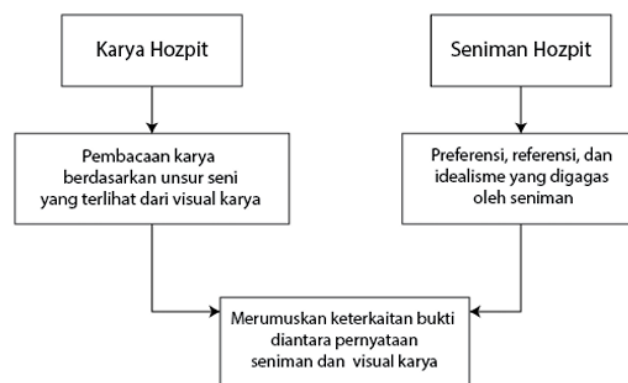 Karya Hozpit
Seniman Hozpit
Pembacaan karya
berdasarkan unsur seni
yang terlihat dari visual karya
Preferensi, referensi, dan
idealisme yang digagas
oleh seniman
Merumuskan keterkaitan bukti
diantara pernyataan
seniman dan visual karya